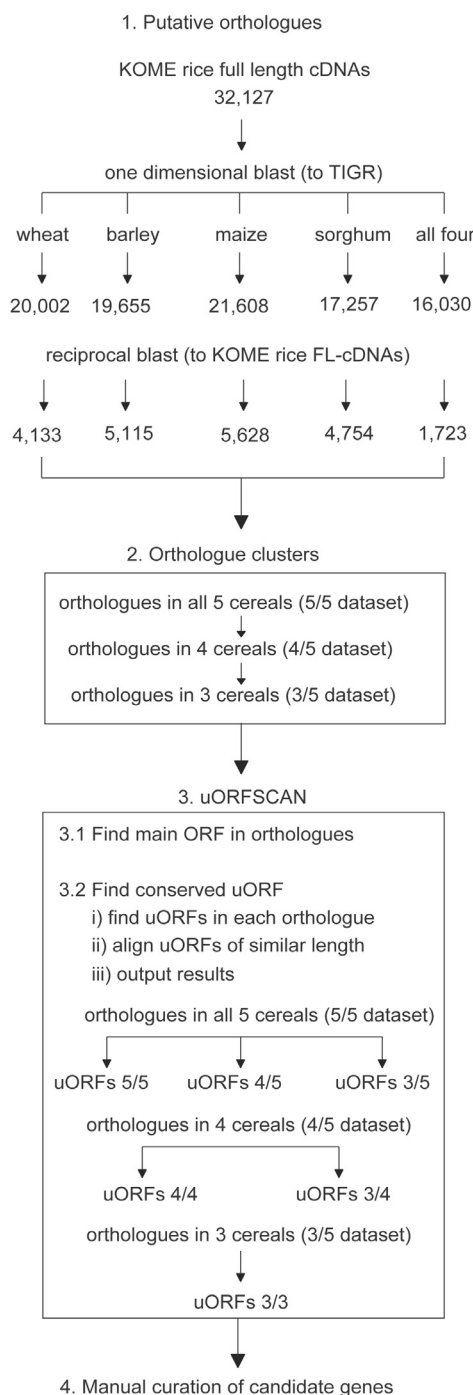 1. Putative orthologues
KOME rice full length cDNAs
32,127
one dimensional blast (to TIGR)
wheat barley maize sorghum all four
20,002 19,655 21,608 17,257 16,030
reciprocal blast (to KOME rice FL-cDNAs)
4,133 5,115 5,628 4,754 1,723
2. Orthologue clusters
orthologues in all 5 cereals (5/5 dataset)
orthologues in 4 cereals (4/5 dataset)
orthologues in 3 cereals (3/5 dataset)
3. uORFSCAN
3.1 Find main ORF in orthologues
3.2 Find conserved uORF
i) find uORFs in each orthologue
ii) align uORFs of similar length
iii) output results
orthologues in all 5 cereals (5/5 dataset)
uORFs 5/5 uORFs 4/5 uORFs 3/5
orthologues in 4 cereals (4/5 dataset)
uORFs 4/4 uORFs 3/4
orthologues in 3 cereals (3/5 dataset)
uORFs 3/3
4. Manual curation of candidate genes